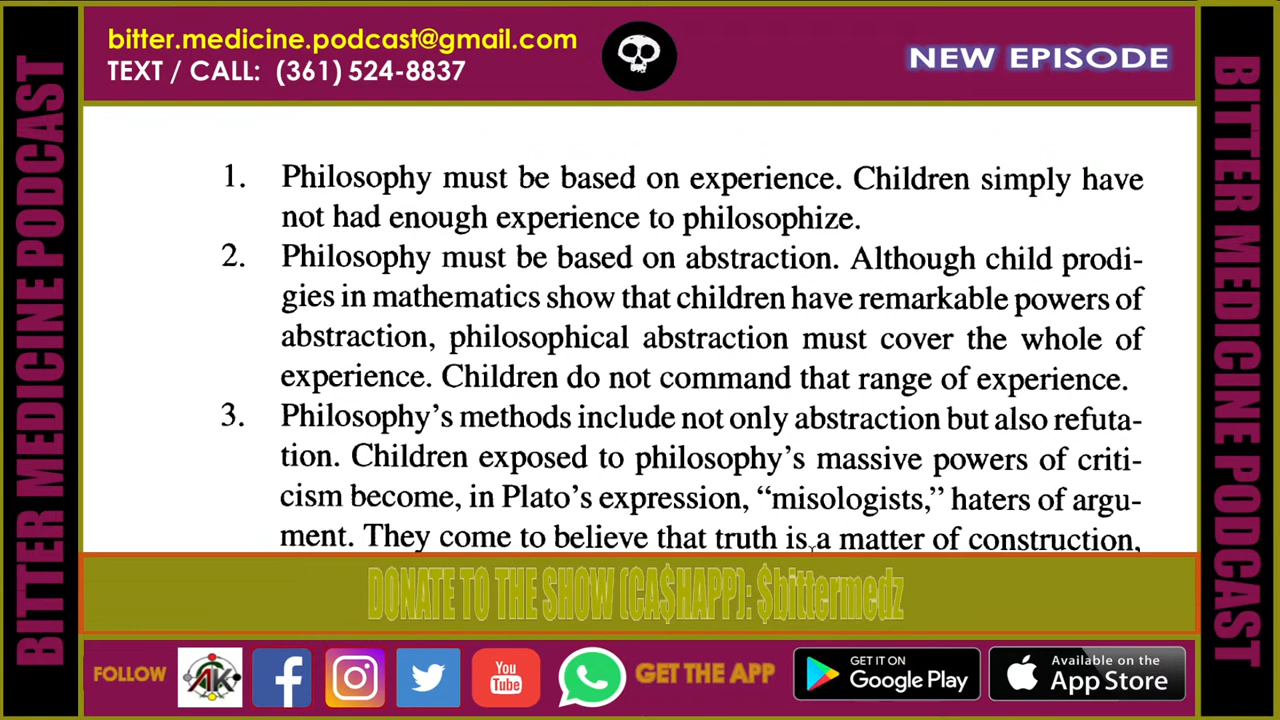 bitter.medicine.podcast@gmail.com
TEXT / CALL: (361) 524-8837
NEW EPISODE
BITTER MEDICINE PODCAST
1. Philosophy must be based on experience. Children simply have
not had enough experience to philosophize.
2. Philosophy must be based on abstraction. Although child prodi-
gies in mathematics show that children have remarkable powers of
abstraction, philosophical abstraction must cover the whole of
experience. Children do not command that range of experience.
3. Philosophy's methods include not only abstraction but also refuta-
tion. Children exposed to philosophy's massive powers of criti-
cism become, in Plato's expression, "misologists," haters of argu-
ment. They come to believe that truth is a matter of construction,
BITTER MEDICINE PODCAST
DONATE TO THE SHOW (CA$HAPP): $bittermedz
FOLLOW
ATK
You
Tube
GET THE APP
GET IT ON
Google Play
Available on the
App Store